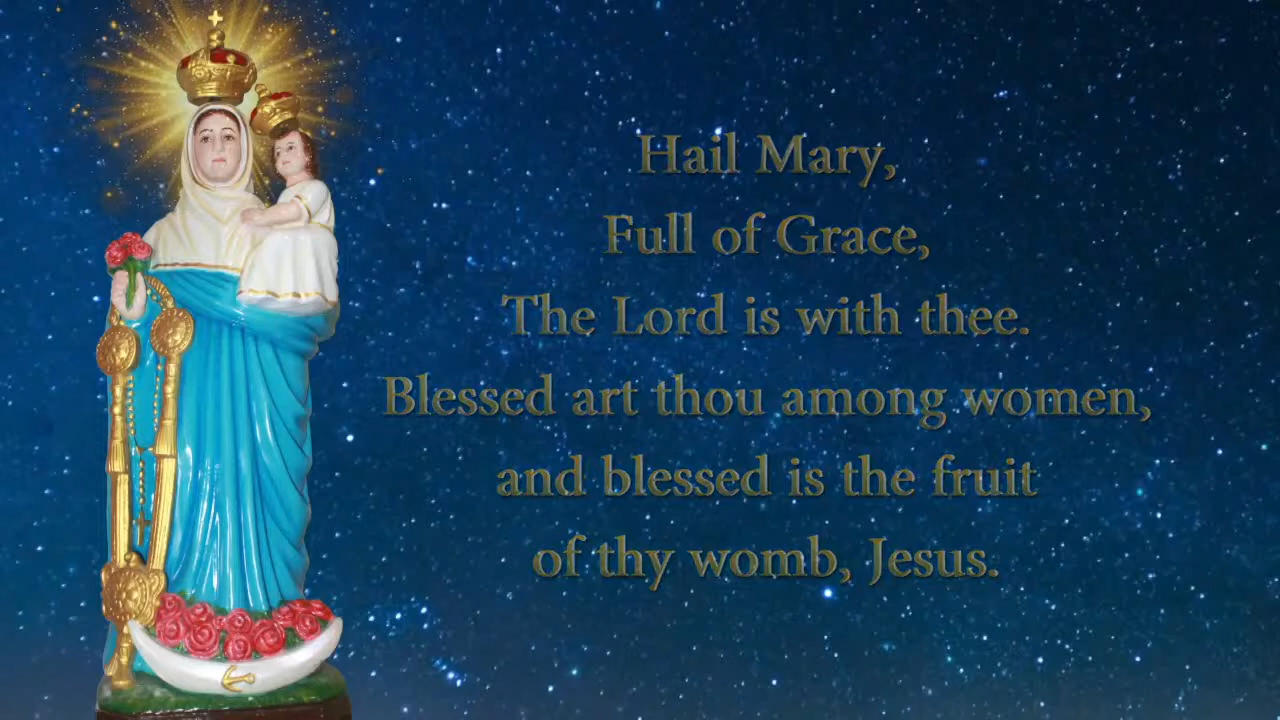 Hail Mary,
Full of Grace,
The Lord is with thee.
Blessed art thou among women,
and blessed is the fruit
of thy womb, Jesus.